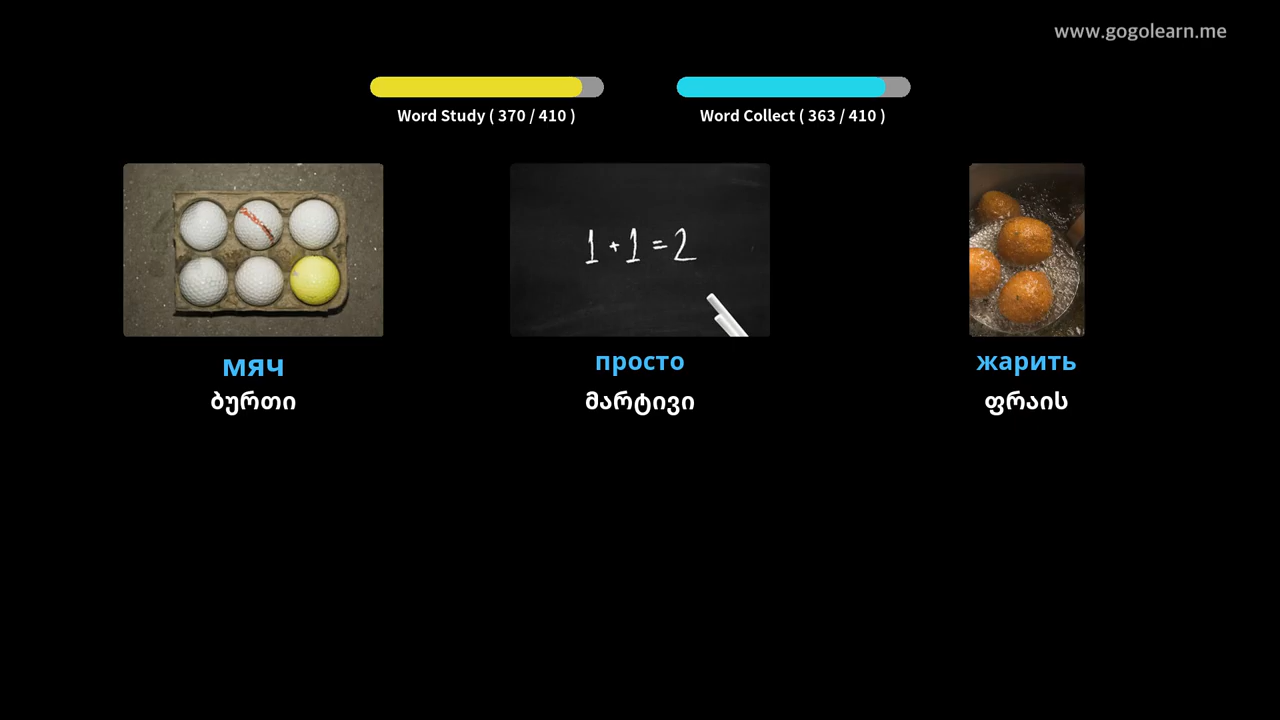 www.gogolearn.me
Word Study ( 370 / 410 )
Word Collect ( 363 / 410 )
1 + 1 = 2
мяч
просто
жарить
ბურთი
მარტივი
ფრაის